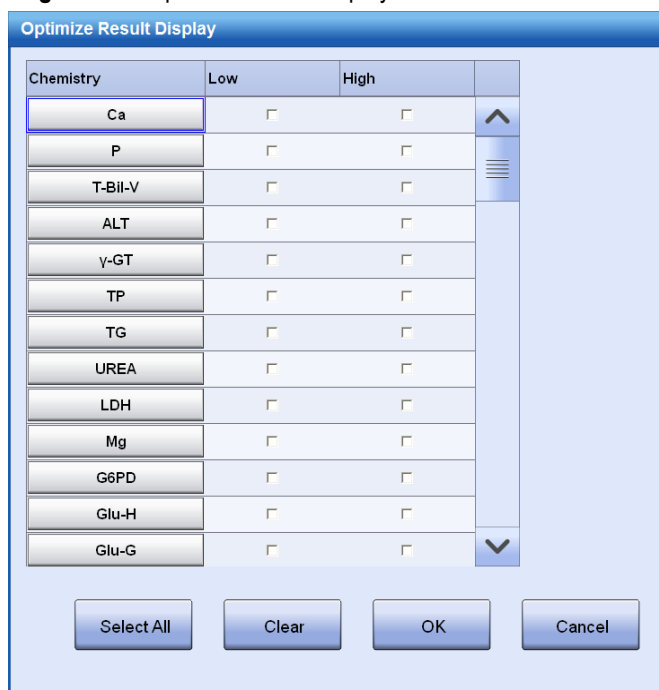 Optimize Result Display
Chemistry Low High
Ca
P
T-Bil-V
ALT
γ-GT
TP
TG
UREA
LDH
Mg
G6PD
Glu-H
Glu-G
Select All Clear OK Cancel